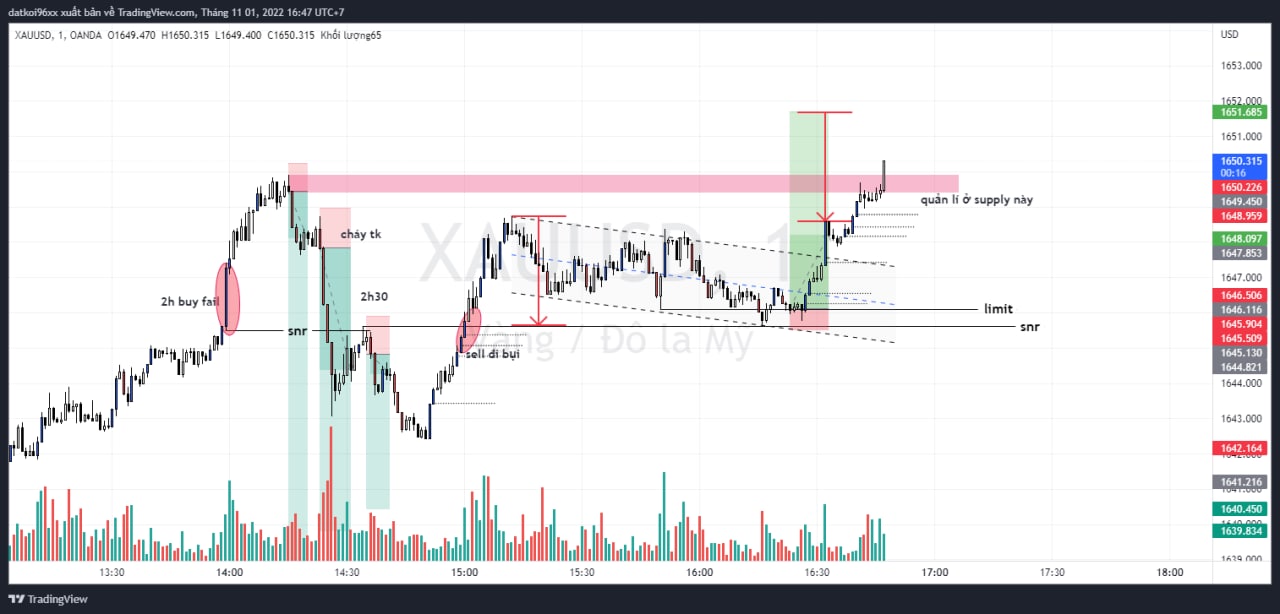 datkoi96xx xuất bản về TradingView.com, Tháng 11 01, 2022 16:47 UTC+7
XAUUSD, 1, OANDA O1649.470 H1650.315 L1649.400 C1650.315 Khối lượng65
USD
1653.000
1652.000
1651.685
1651.000
1650.315
00:16
1650.226
1649.450
1648.959
1648.097
1647.853
1647.000
1646.506
1646.116
1645.904
1645.509
1645.130
1644.821
1644.000
1643.000
1642.164
1641.216
1640.450
1639.834
1639.000
XAUUSD, 1
Vàng / Đô la Mỹ
cháy tk
2h30
2h buy fail
snr
sell đi bụi
quản lí ở supply này
limit
snr
13:30
14:00
14:30
15:00
15:30
16:00
16:30
17:00
17:30
18:00
TradingView